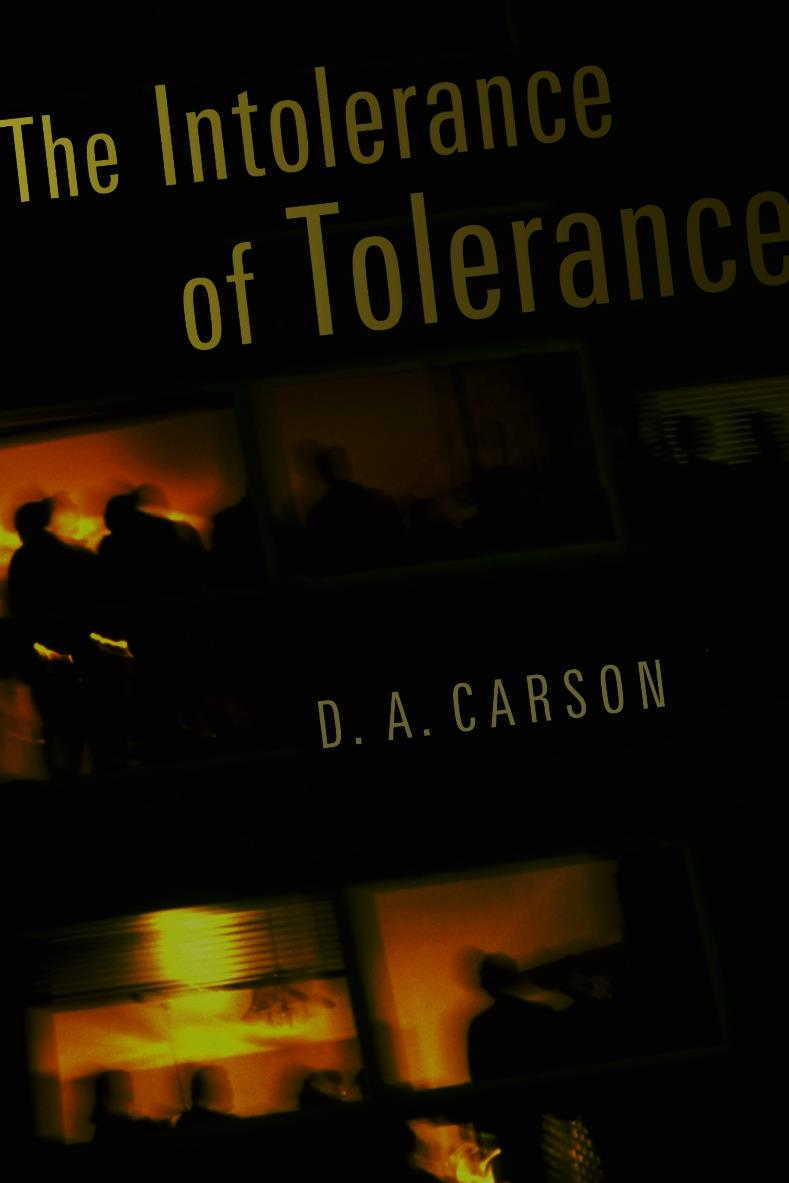 The Intolerance
of Tolerance
D. A. CARSON